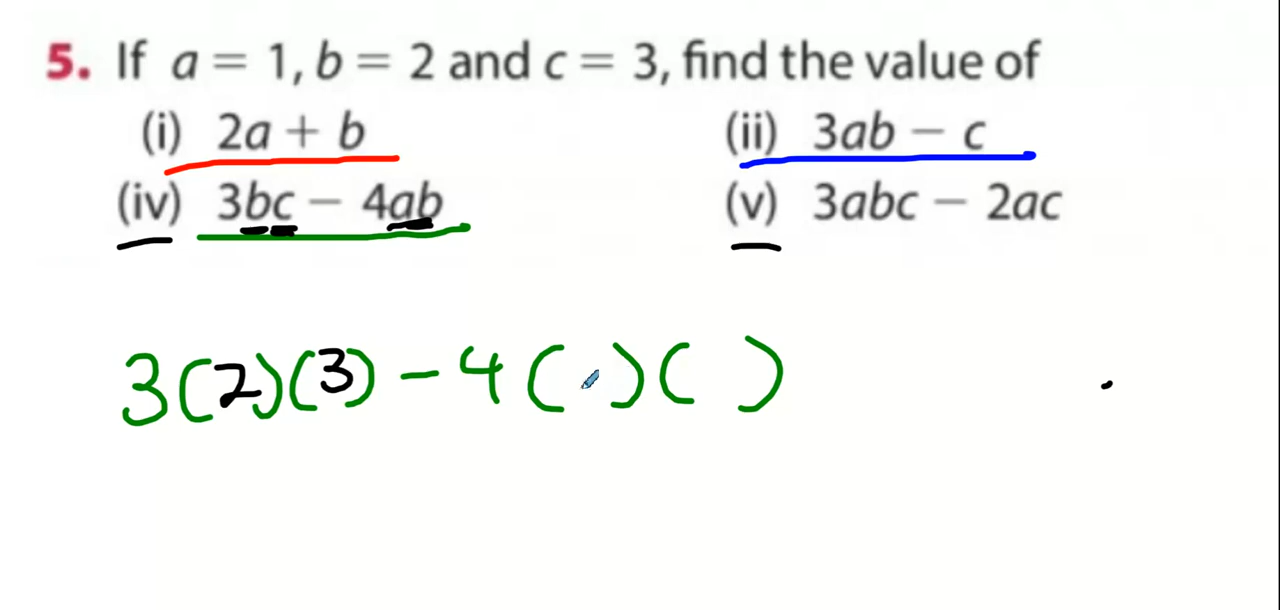 5. If a = 1, b = 2 and c = 3, find the value of
(i) 2a + b (ii) 3ab − c
(iv) 3bc − 4ab (v) 3abc − 2ac
3(2)(3) − 4( )( )